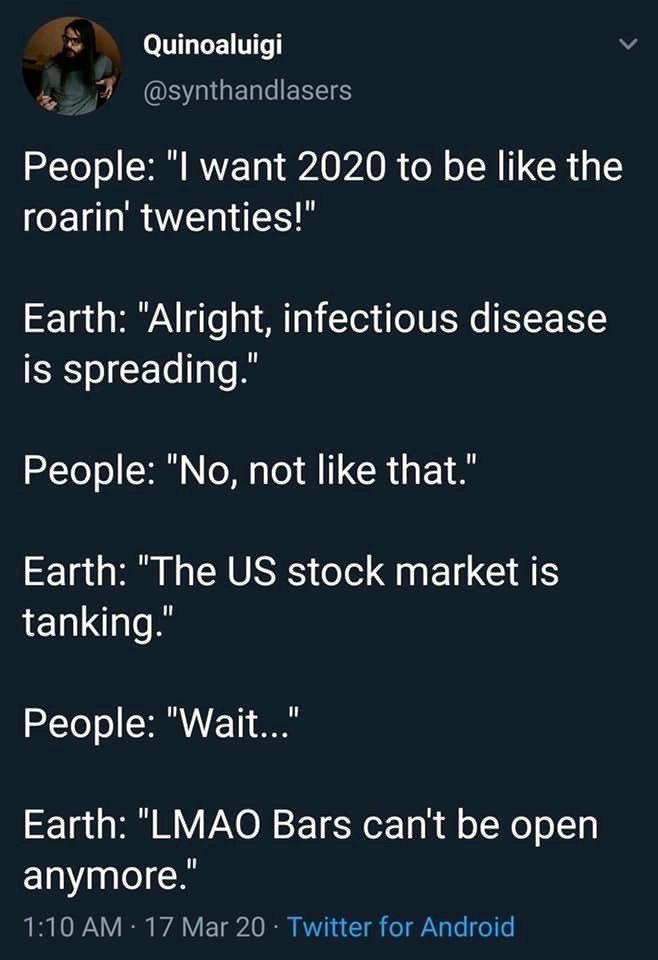 Quinoaluigi
@synthandlasers
People: "I want 2020 to be like the
roarin' twenties!"
Earth: "Alright, infectious disease
is spreading."
People: "No, not like that."
Earth: "The US stock market is
tanking."
People: "Wait..."
Earth: "LMAO Bars can't be open
anymore."
1:10 AM · 17 Mar 20 · Twitter for Android